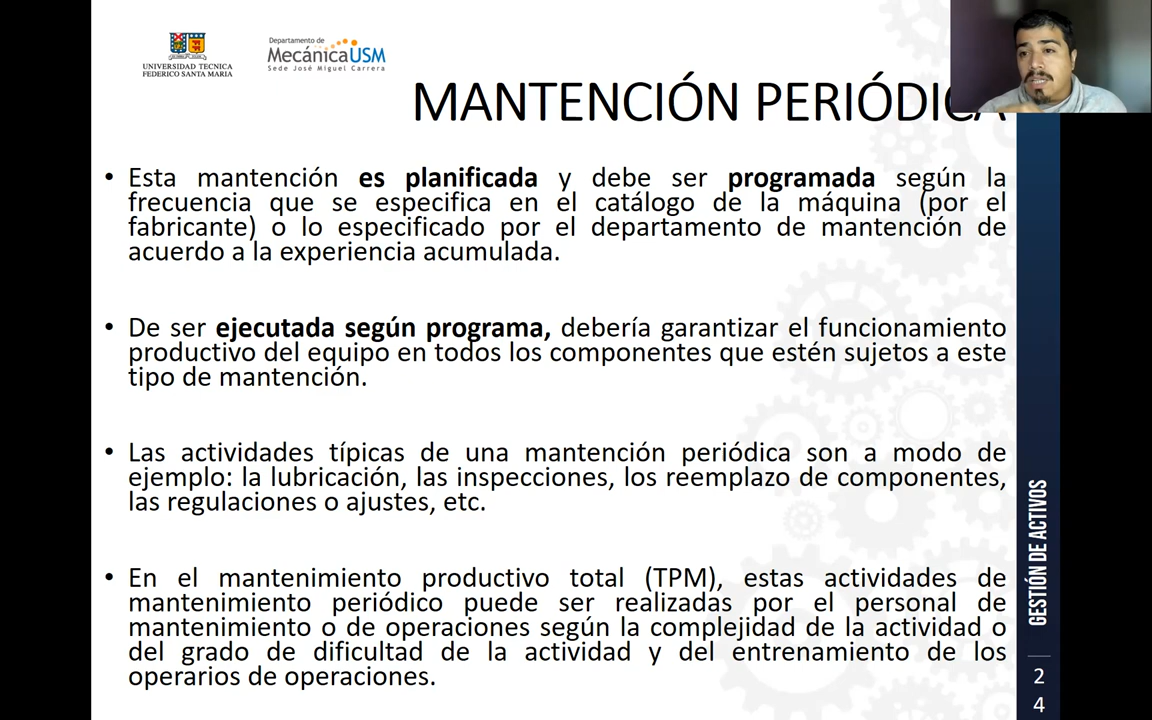 UNIVERSIDAD TECNICA
FEDERICO SANTA MARIA
Departamento de
MecánicaUSM
Sede José Miguel Carrera
MANTENCIÓN PERIÓDICA
• Esta mantención es planificada y debe ser programada según la
frecuencia que se especifica en el catálogo de la máquina (por el
fabricante) o lo especificado por el departamento de mantención de
acuerdo a la experiencia acumulada.
• De ser ejecutada según programa, debería garantizar el funcionamiento
productivo del equipo en todos los componentes que estén sujetos a este
tipo de mantención.
• Las actividades típicas de una mantención periódica son a modo de
ejemplo: la lubricación, las inspecciones, los reemplazo de componentes,
las regulaciones o ajustes, etc.
• En el mantenimiento productivo total (TPM), estas actividades de
mantenimiento periódico puede ser realizadas por el personal de
mantenimiento o de operaciones según la complejidad de la actividad o
del grado de dificultad de la actividad y del entrenamiento de los
operarios de operaciones.
GESTIÓN DE ACTIVOS
2
4